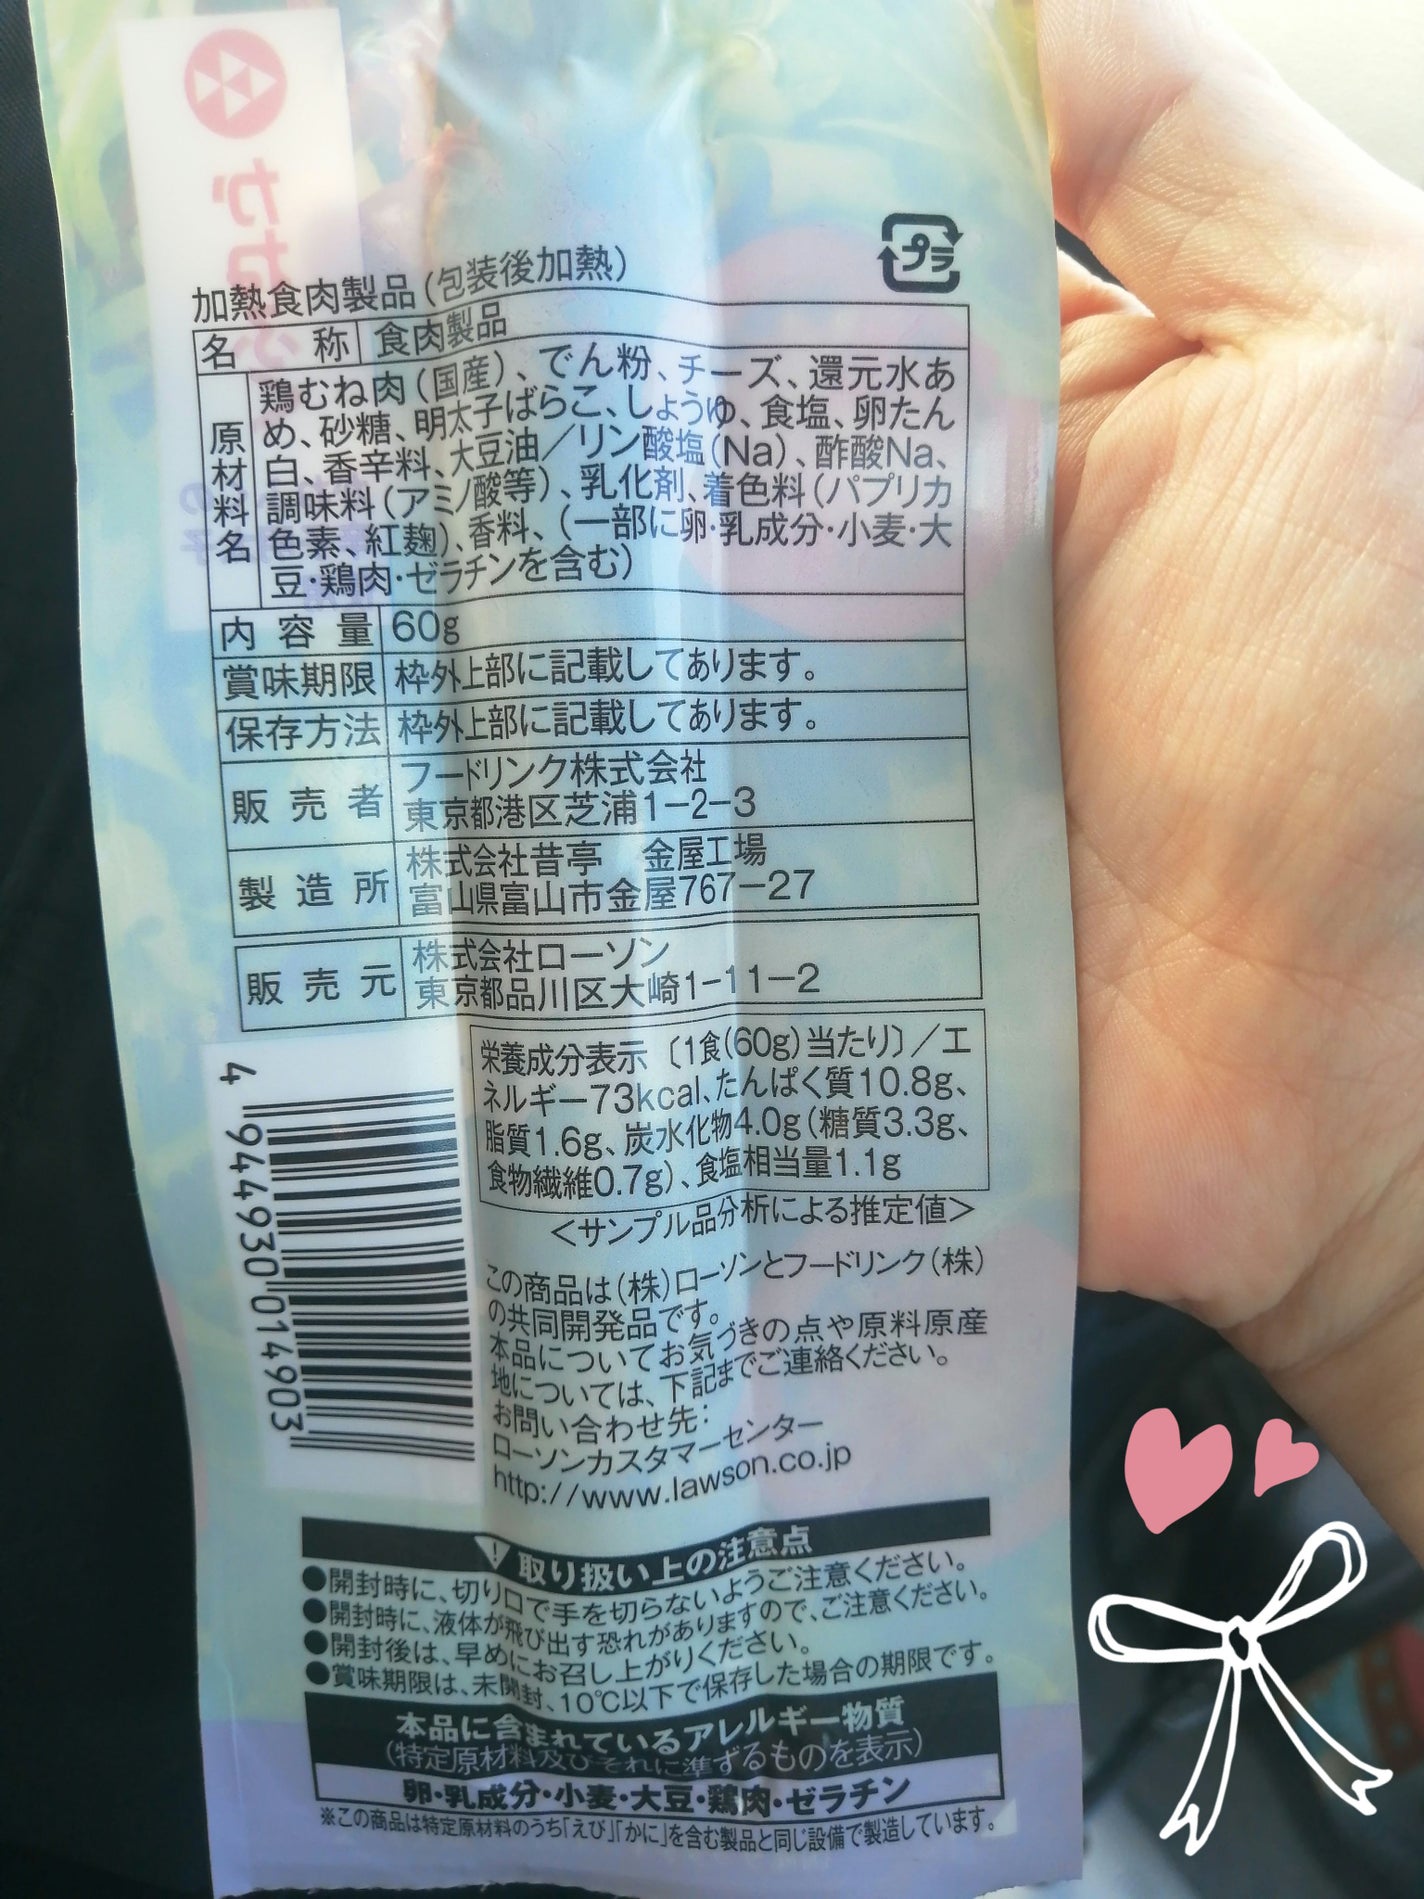 かねふ
プラ
加熱食肉製品(包装後加熱)
名称 食肉製品
原材料名 鶏むね肉(国産)、でん粉、チーズ、還元水あ
め、砂糖、明太子ばらこ、しょうゆ、食塩、卵たん
白、香辛料、大豆油/リン酸塩(Na)、酢酸Na、
調味料(アミノ酸等)、乳化剤、着色料(パプリカ
色素、紅麹)、香料、(一部に卵・乳成分・小麦・大
豆・鶏肉・ゼラチンを含む)
内容量 60g
賞味期限 枠外上部に記載してあります。
保存方法 枠外上部に記載してあります。
販売者 フードリンク株式会社
東京都港区芝浦1-2-3
製造所 株式会社昔亭 金屋工場
富山県富山市金屋767-27
販売元 株式会社ローソン
東京都品川区大崎1-11-2
栄養成分表示〔1食(60g)当たり〕/エ
ネルギー73kcal、たんぱく質10.8g、
脂質1.6g、炭水化物4.0g(糖質3.3g、
食物繊維0.7g)、食塩相当量1.1g
<サンプル品分析による推定値>
この商品は(株)ローソンとフードリンク(株)
の共同開発品です。
本品についてお気づきの点や原料原産
地については、下記までご連絡ください。
お問い合わせ先:
ローソンカスタマーセンター
http://www.lawson.co.jp
4 944930 014903
! 取り扱い上の注意点
●開封時に、切り口で手を切らないようご注意ください。
●開封時に、液体が飛び出す恐れがありますので、ご注意ください。
●開封後は、早めにお召し上がりください。
●賞味期限は、未開封、10℃以下で保存した場合の期限です。
本品に含まれているアレルギー物質
(特定原材料及びそれに準ずるものを表示)
卵・乳成分・小麦・大豆・鶏肉・ゼラチン
※この商品は特定原材料のうち「えび」「かに」を含む製品と同じ設備で製造しています。